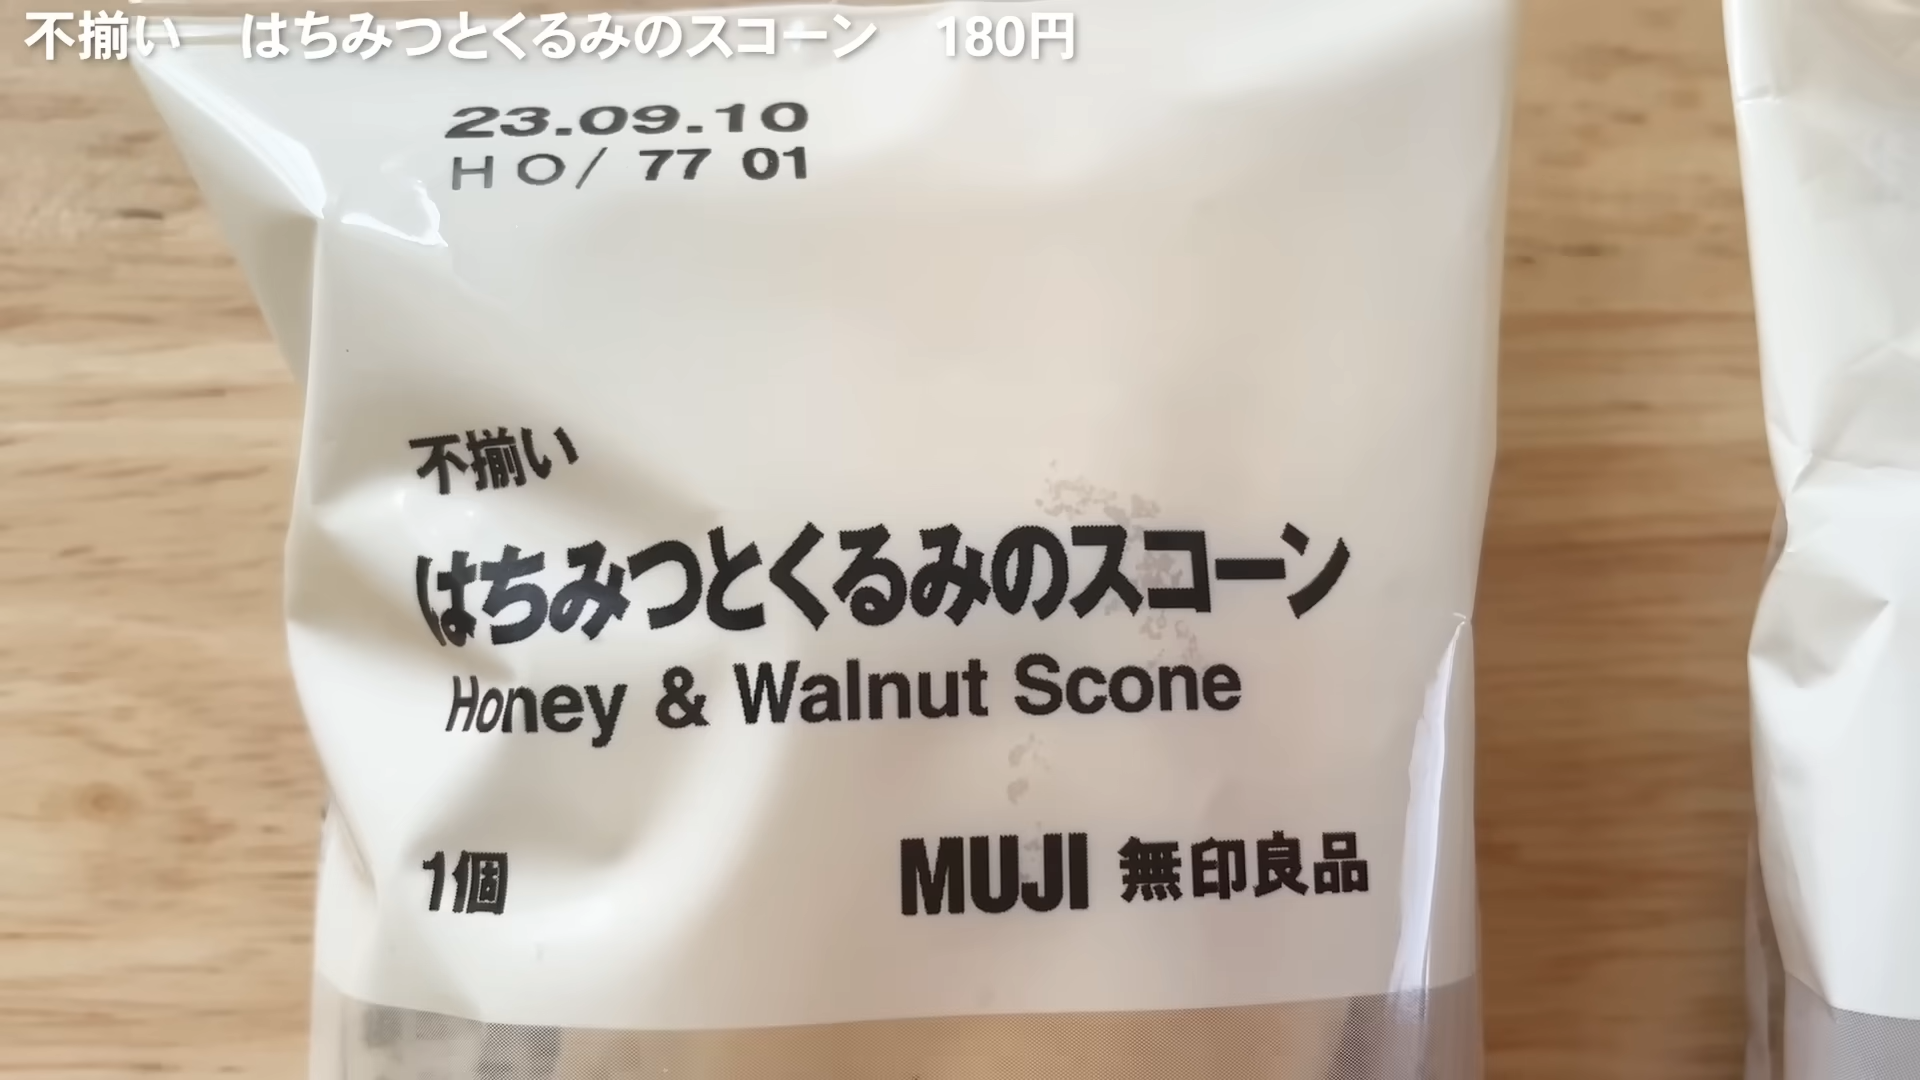 不揃い　はちみつとくるみのスコーン　180円
23.09.10
HO/ 77 01
不揃い
はちみつとくるみのスコーン
Honey & Walnut Scone
1個 MUJI 無印良品